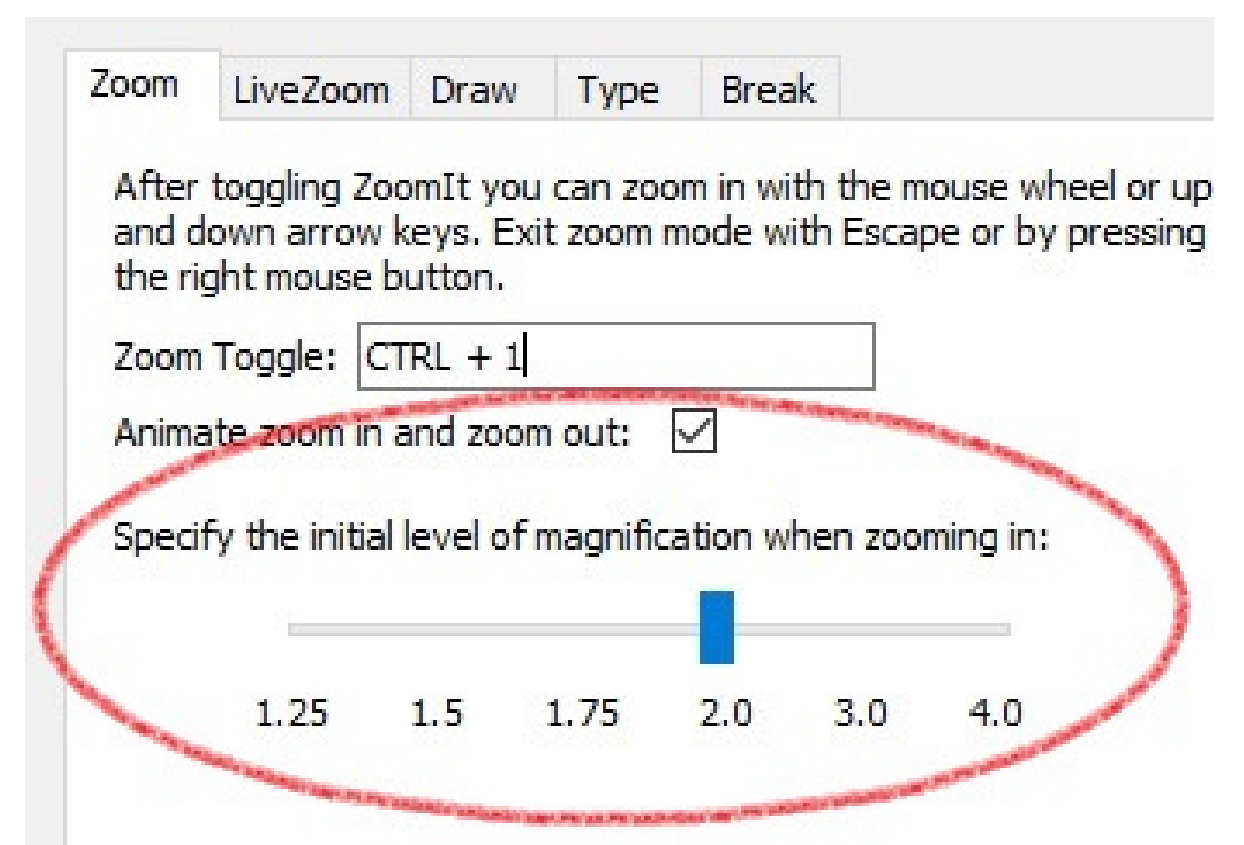 Zoom LiveZoom Draw Type Break
After toggling ZoomIt you can zoom in with the mouse wheel or up
and down arrow keys. Exit zoom mode with Escape or by pressing
the right mouse button.
Zoom Toggle: CTRL + 1
Animate zoom in and zoom out:
Specify the initial level of magnification when zooming in:
1.25 1.5 1.75 2.0 3.0 4.0